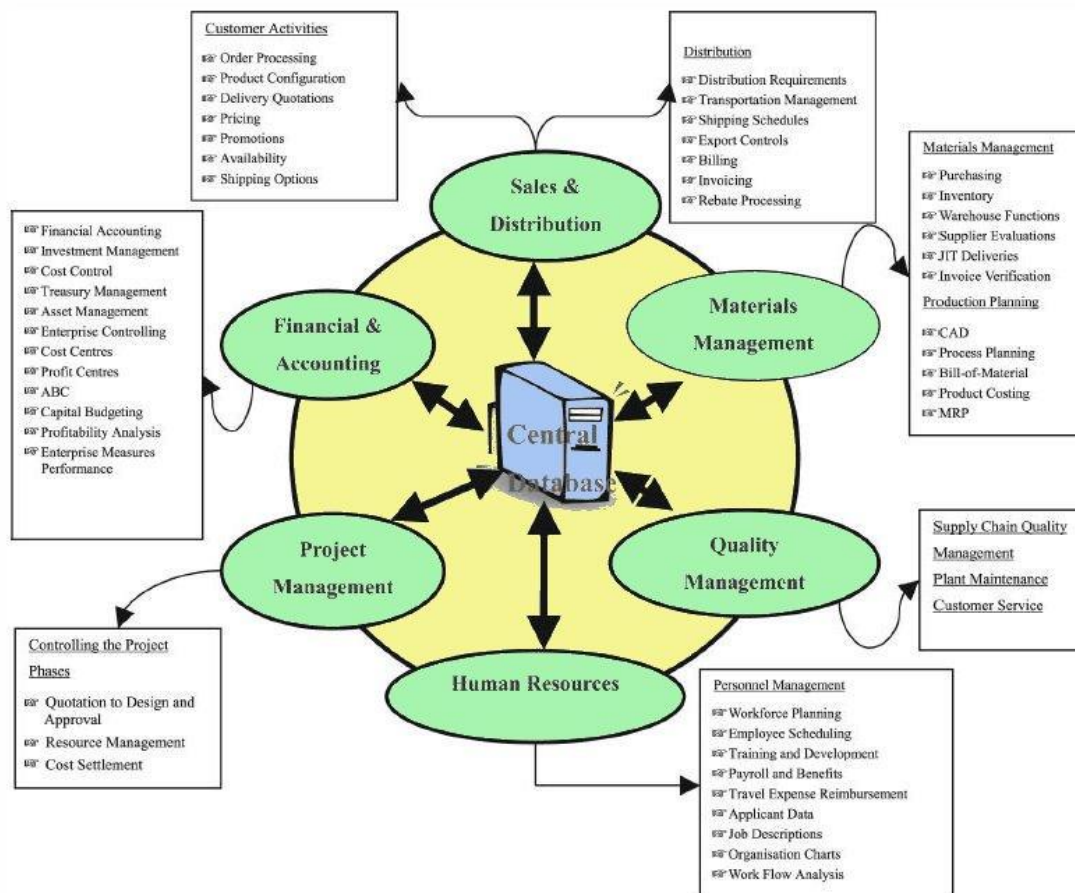 Customer Activities
Order Processing
Product Configuration
Delivery Quotations
Pricing
Promotions
Availability
Shipping Options
Distribution
Distribution Requirements
Transportation Management
Shipping Schedules
Export Controls
Billing
Invoicing
Rebate Processing
Materials Management
Purchasing
Inventory
Warehouse Functions
Supplier Evaluations
JIT Deliveries
Invoice Verification
Production Planning
CAD
Process Planning
Bill-of-Material
Product Costing
MRP
Financial Accounting
Investment Management
Cost Control
Treasury Management
Asset Management
Enterprise Controlling
Cost Centres
Profit Centres
ABC
Capital Budgeting
Profitability Analysis
Enterprise Measures
Performance
Sales &
Distribution
Financial &
Accounting
Materials
Management
Central
Database
Project
Management
Quality
Management
Human Resources
Supply Chain Quality
Management
Plant Maintenance
Customer Service
Controlling the Project
Phases
Quotation to Design and
Approval
Resource Management
Cost Settlement
Personnel Management
Workforce Planning
Employee Scheduling
Training and Development
Payroll and Benefits
Travel Expense Reimbursement
Applicant Data
Job Descriptions
Organisation Charts
Work Flow Analysis